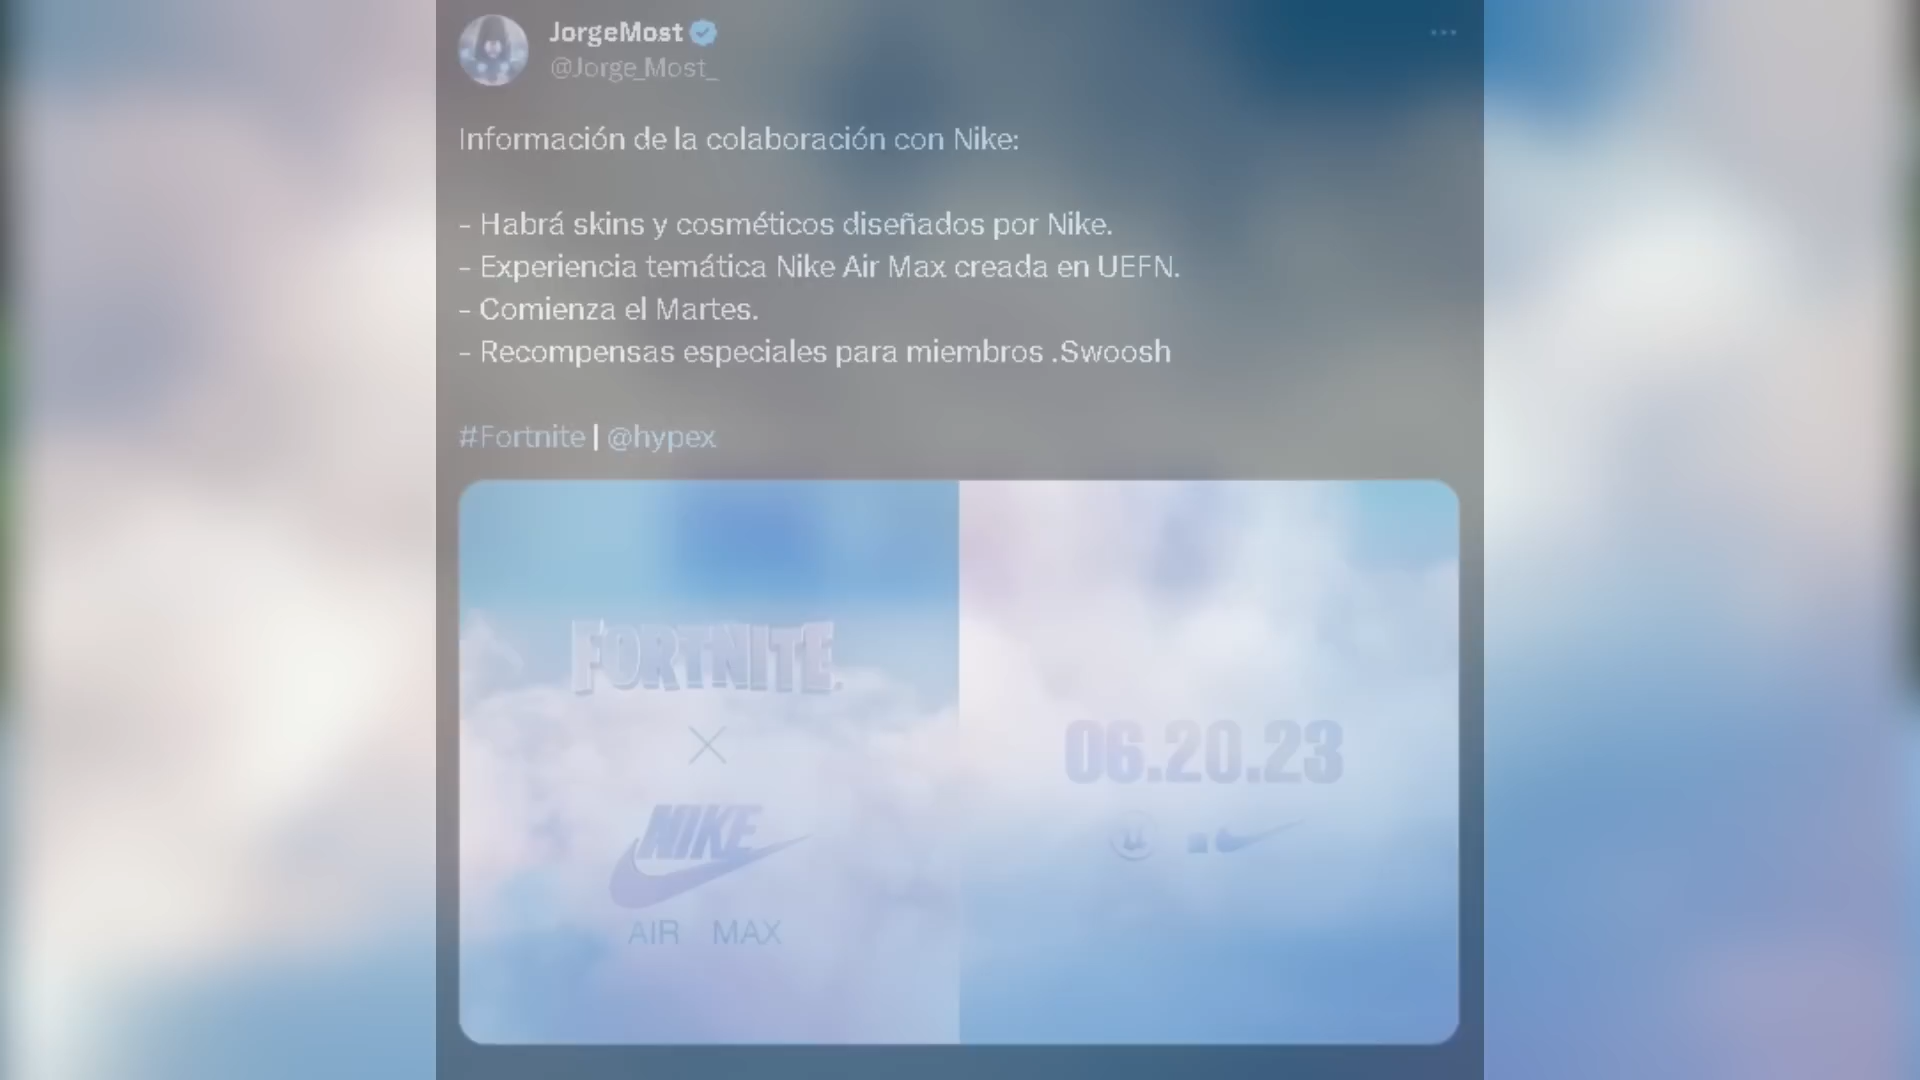 JorgeMost
@Jorge_Most_
Información de la colaboración con Nike:
- Habrá skins y cosméticos diseñados por Nike.
- Experiencia temática Nike Air Max creada en UEFN.
- Comienza el Martes.
- Recompensas especiales para miembros .Swoosh
#Fortnite | @hypex
FORTNITE
X
NIKE
AIR MAX
06.20.23